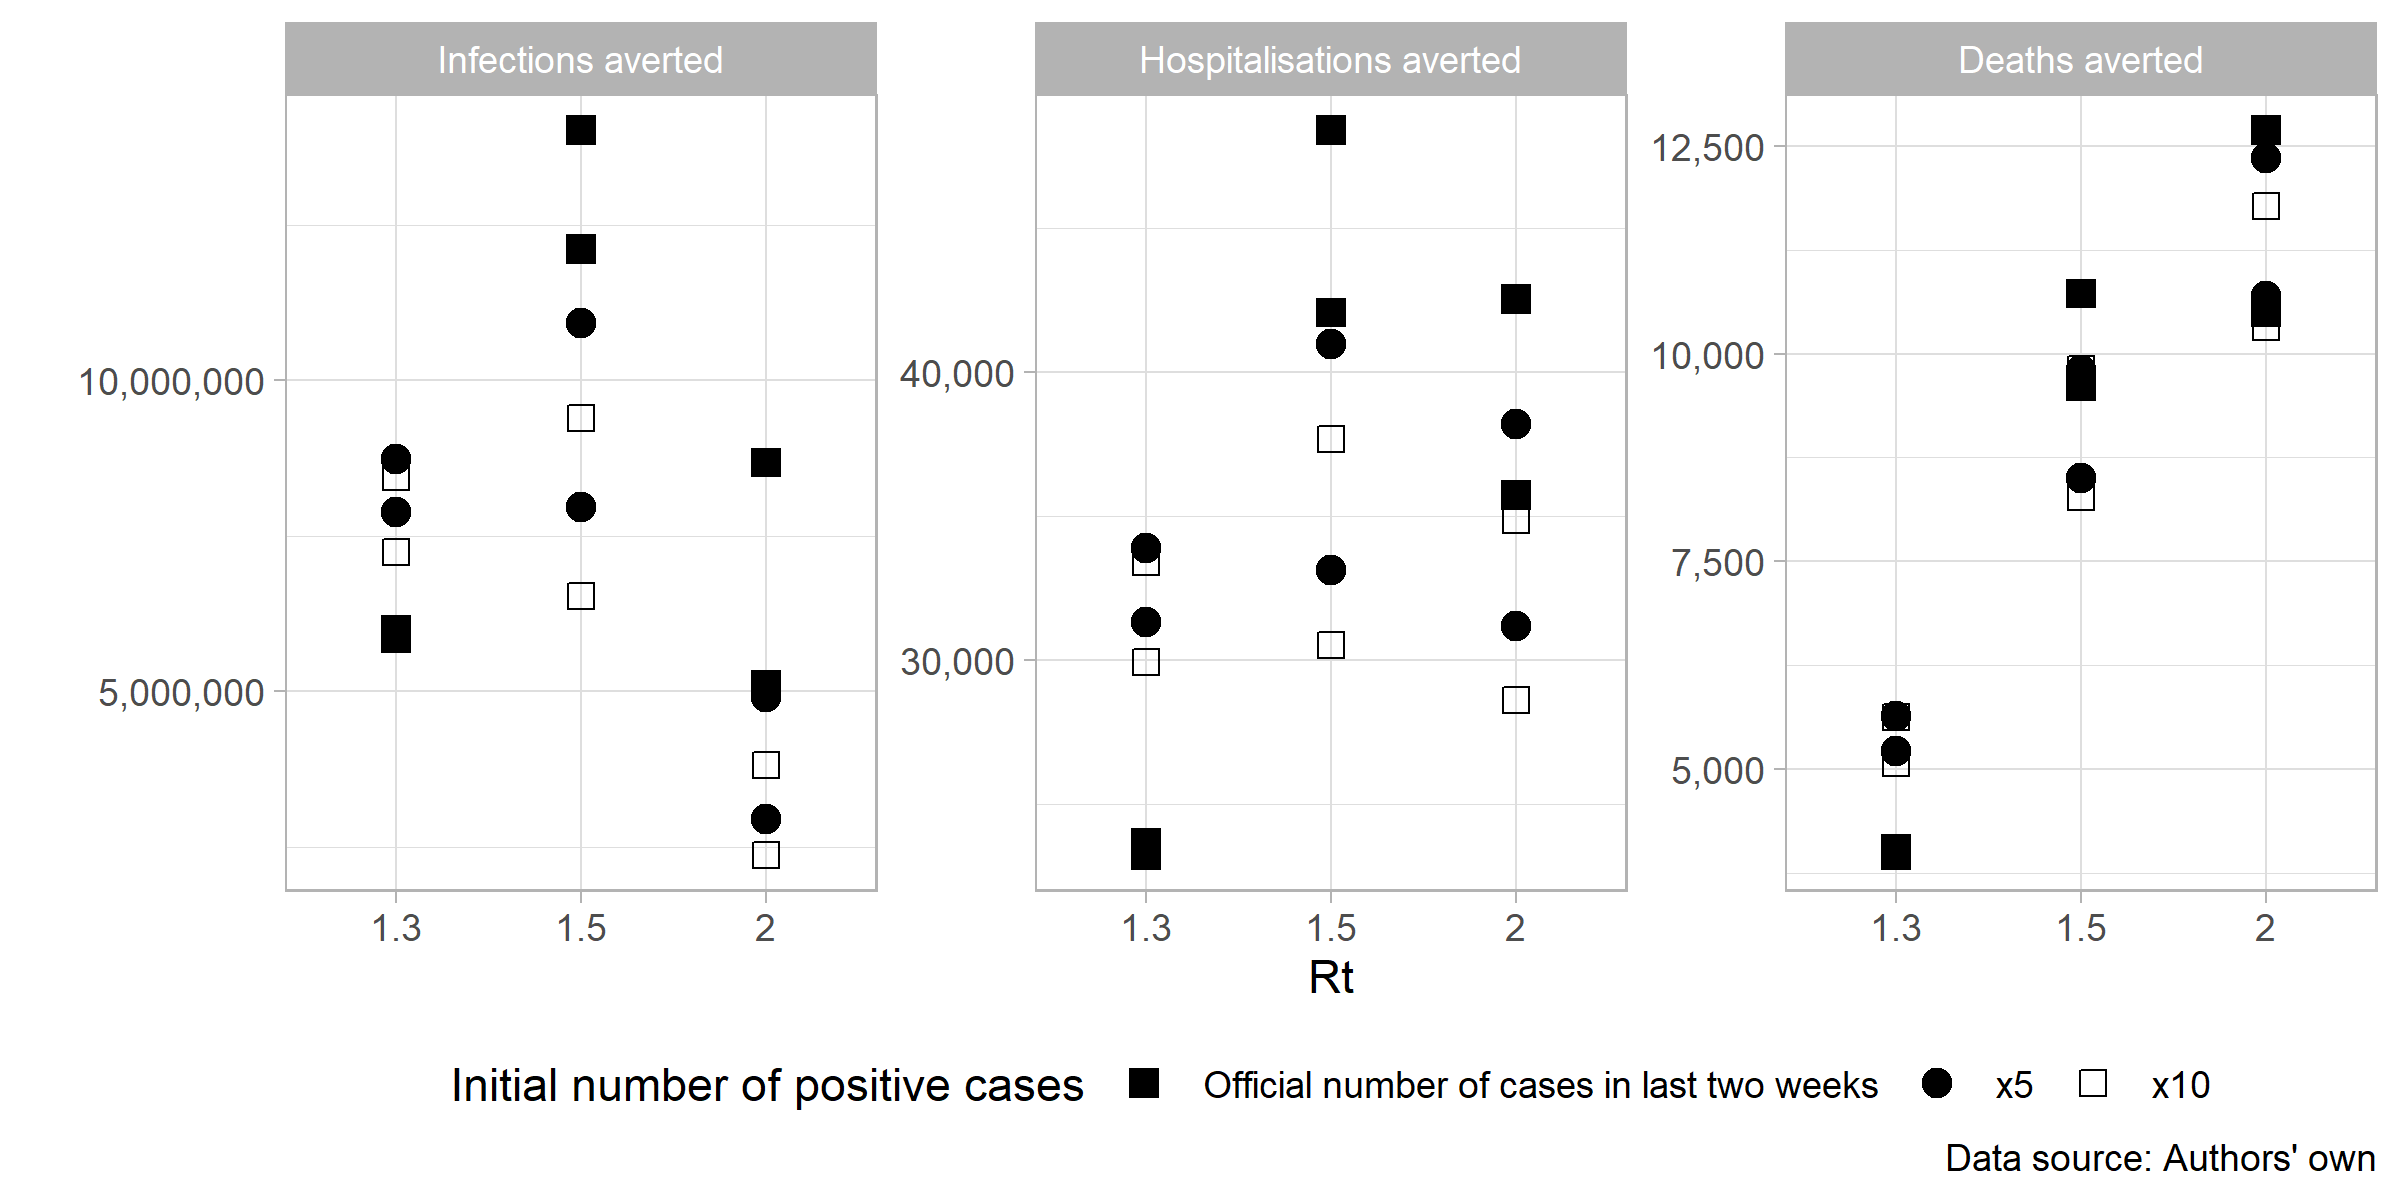 Infections averted
Hospitalisations averted
Deaths averted
10,000,000
5,000,000
40,000
30,000
12,500
10,000
7,500
5,000
1.3 1.5 2
1.3 1.5 2
1.3 1.5 2
Rt
Initial number of positive cases Official number of cases in last two weeks x5 x10
Data source: Authors' own